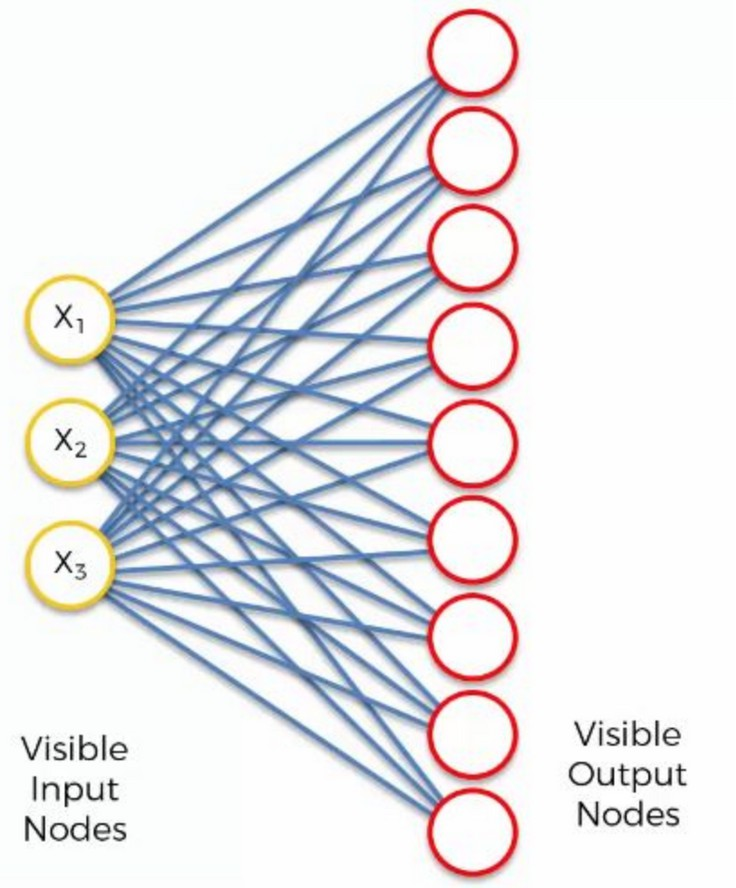 X₁
X₂
X₃
Visible
Input
Nodes
Visible
Output
Nodes